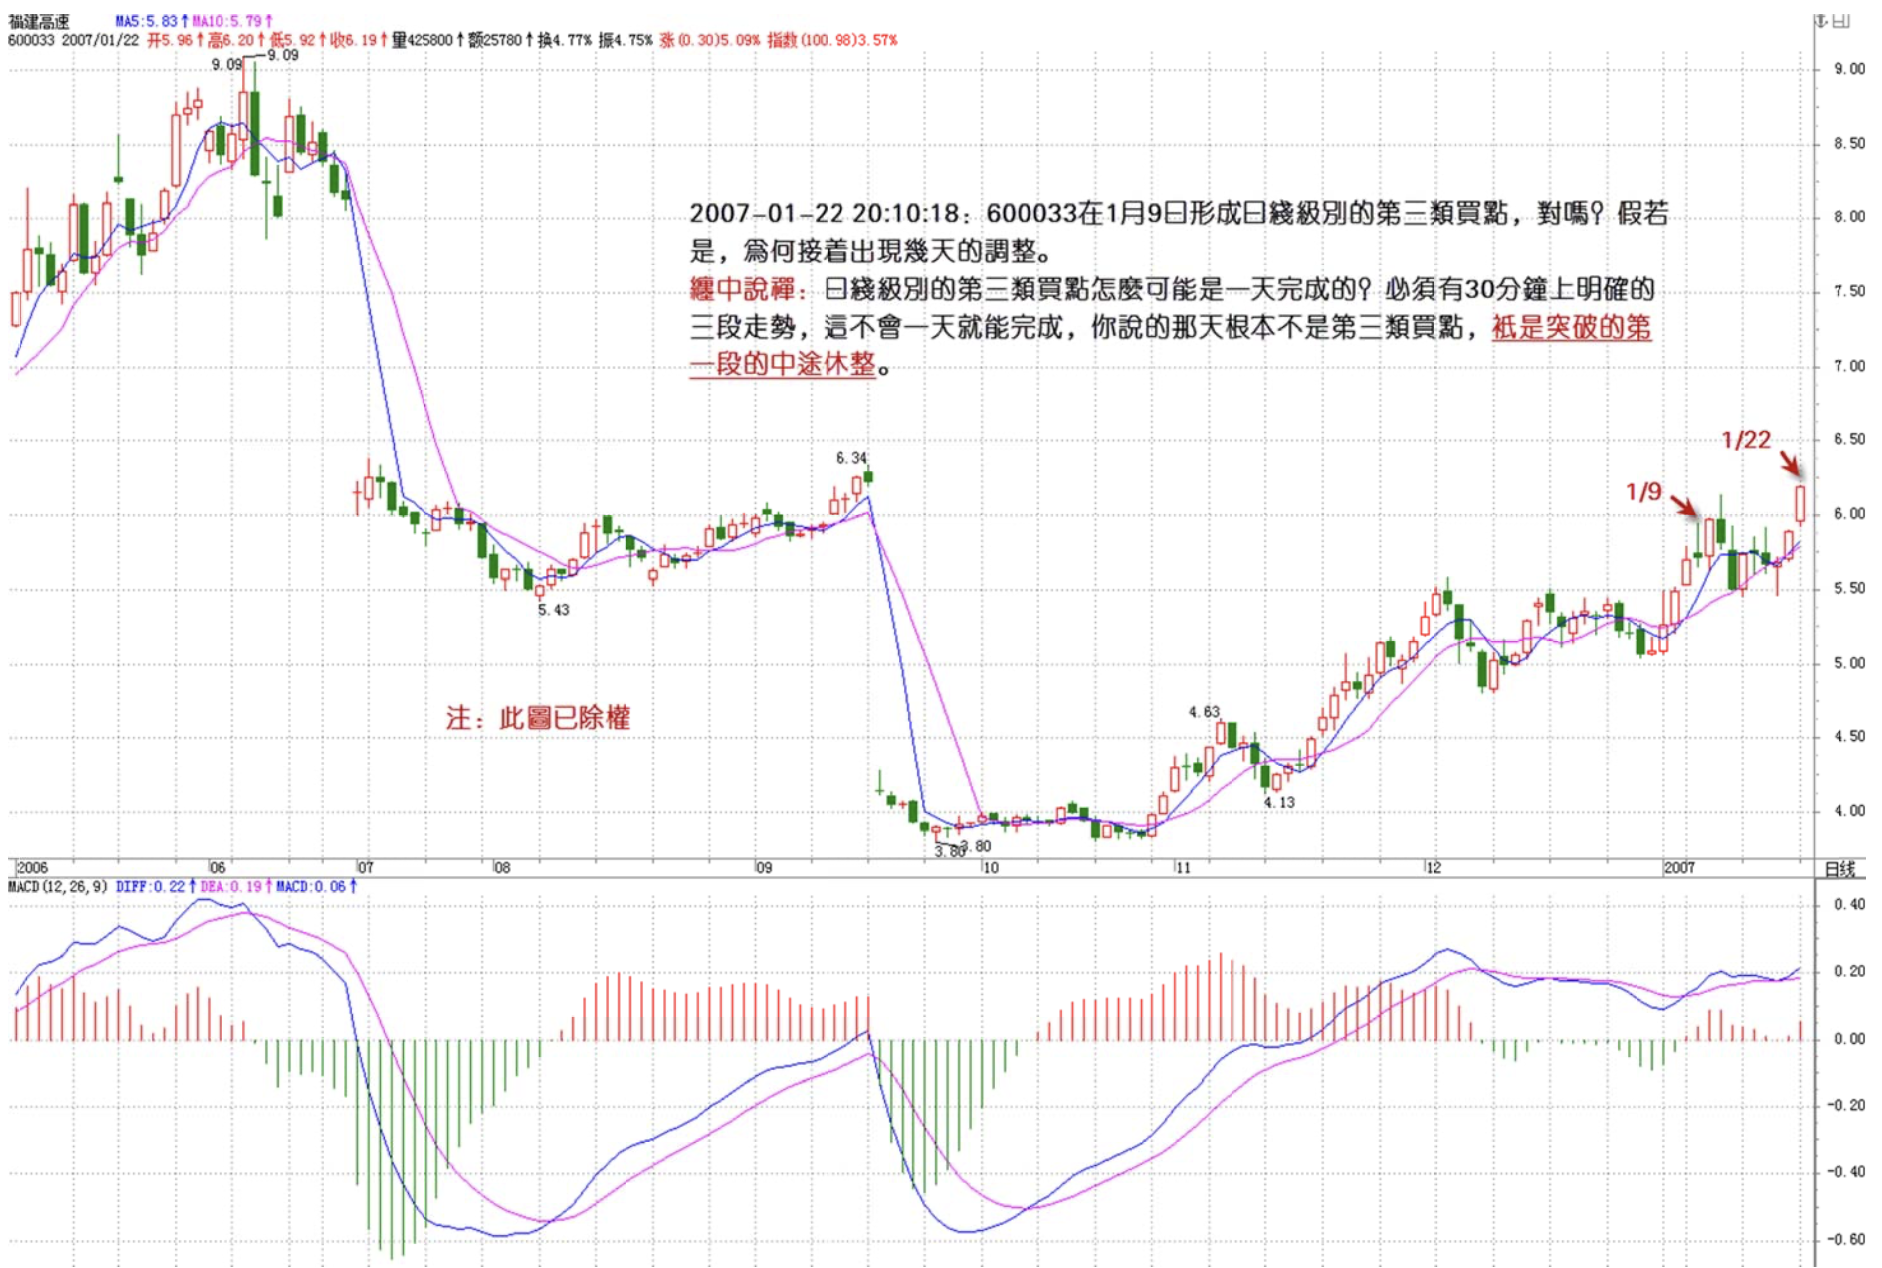 福建高速 MA5:5.83↑ MA10:5.79↑
600033 2007/01/22 开5.96↑高6.20↑低5.92↑收6.19↑量425800↑额25780↑换4.77% 振4.75% 涨(0.30)5.09% 指数(100.98)3.57%
9.09 9.09
9.00
8.50
2007-01-22 20:10:18：600033在1月9日形成日綫級別的第三類買點，對嗎？假若
8.00
是，爲何接着出現幾天的調整。
纏中說禪：日綫級別的第三類買點怎麼可能是一天完成的？必須有30分鐘上明確的
7.50
三段走勢，這不會一天就能完成，你說的那天根本不是第三類買點，衹是突破的第
一段的中途休整。
7.00
6.50
1/22
6.34
1/9
6.00
5.50
5.43
5.00
注：此圖已除權
4.63
4.50
4.13
4.00
3.80 3.80
2006 06 07 08 09 10 11 12 2007 日线
MACD(12,26,9) DIFF:0.22↑ DEA:0.19↑ MACD:0.06↑
0.40
0.20
0.00
-0.20
-0.40
-0.60